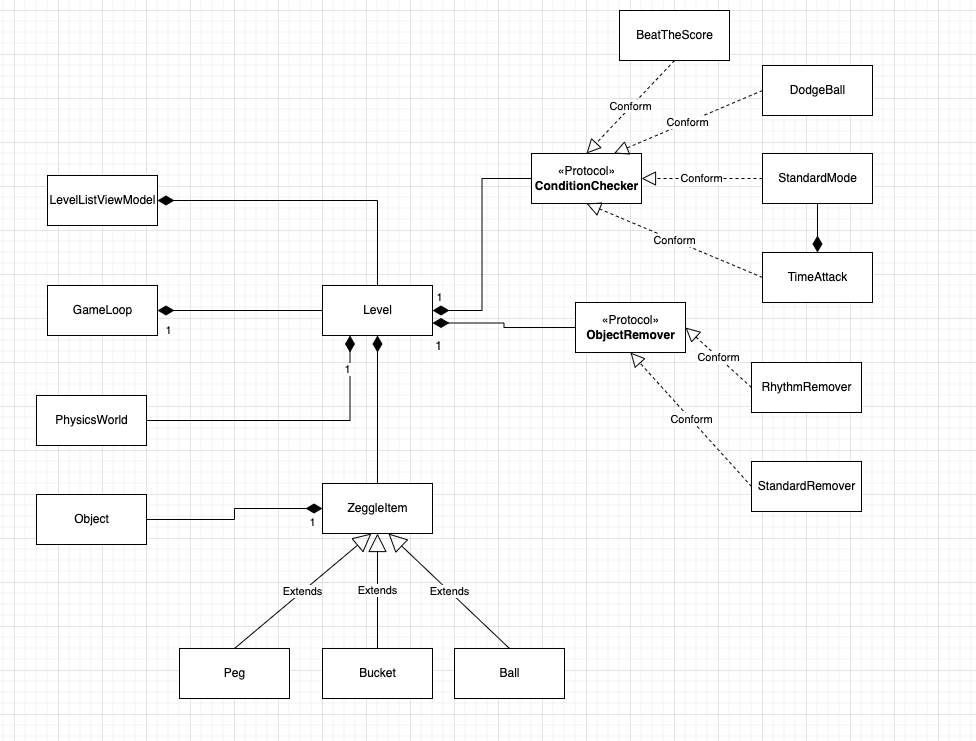 BeatTheScore
DodgeBall
Conform
Conform
«Protocol»
ConditionChecker
Conform
StandardMode
LevelListViewModel
Conform
TimeAttack
GameLoop
1
Level
1
1
«Protocol»
ObjectRemover
Conform
1
RhythmRemover
PhysicsWorld
Conform
StandardRemover
Object
1
ZeggleItem
Extends
Extends
Extends
Peg
Bucket
Ball